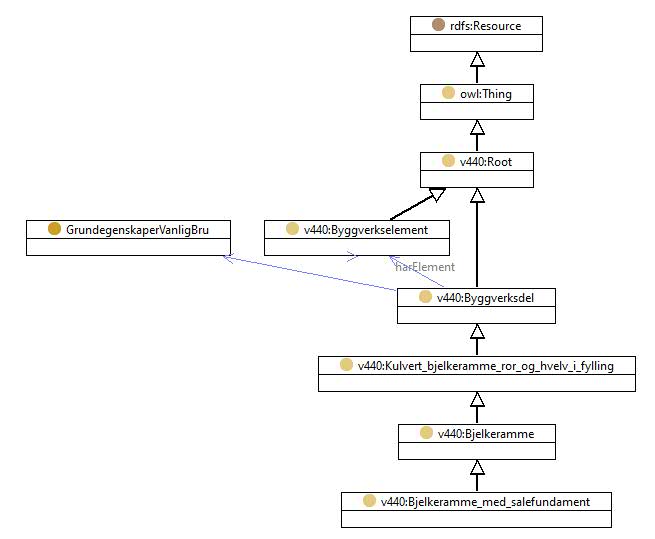 rdfs:Resource
owl:Thing
v440:Root
GrundegenskaperVanligBru
v440:Byggverkselement
harElement
v440:Byggverksdel
v440:Kulvert_bjelkeramme_ror_og_hvelv_i_fylling
v440:Bjelkeramme
v440:Bjelkeramme_med_salefundament